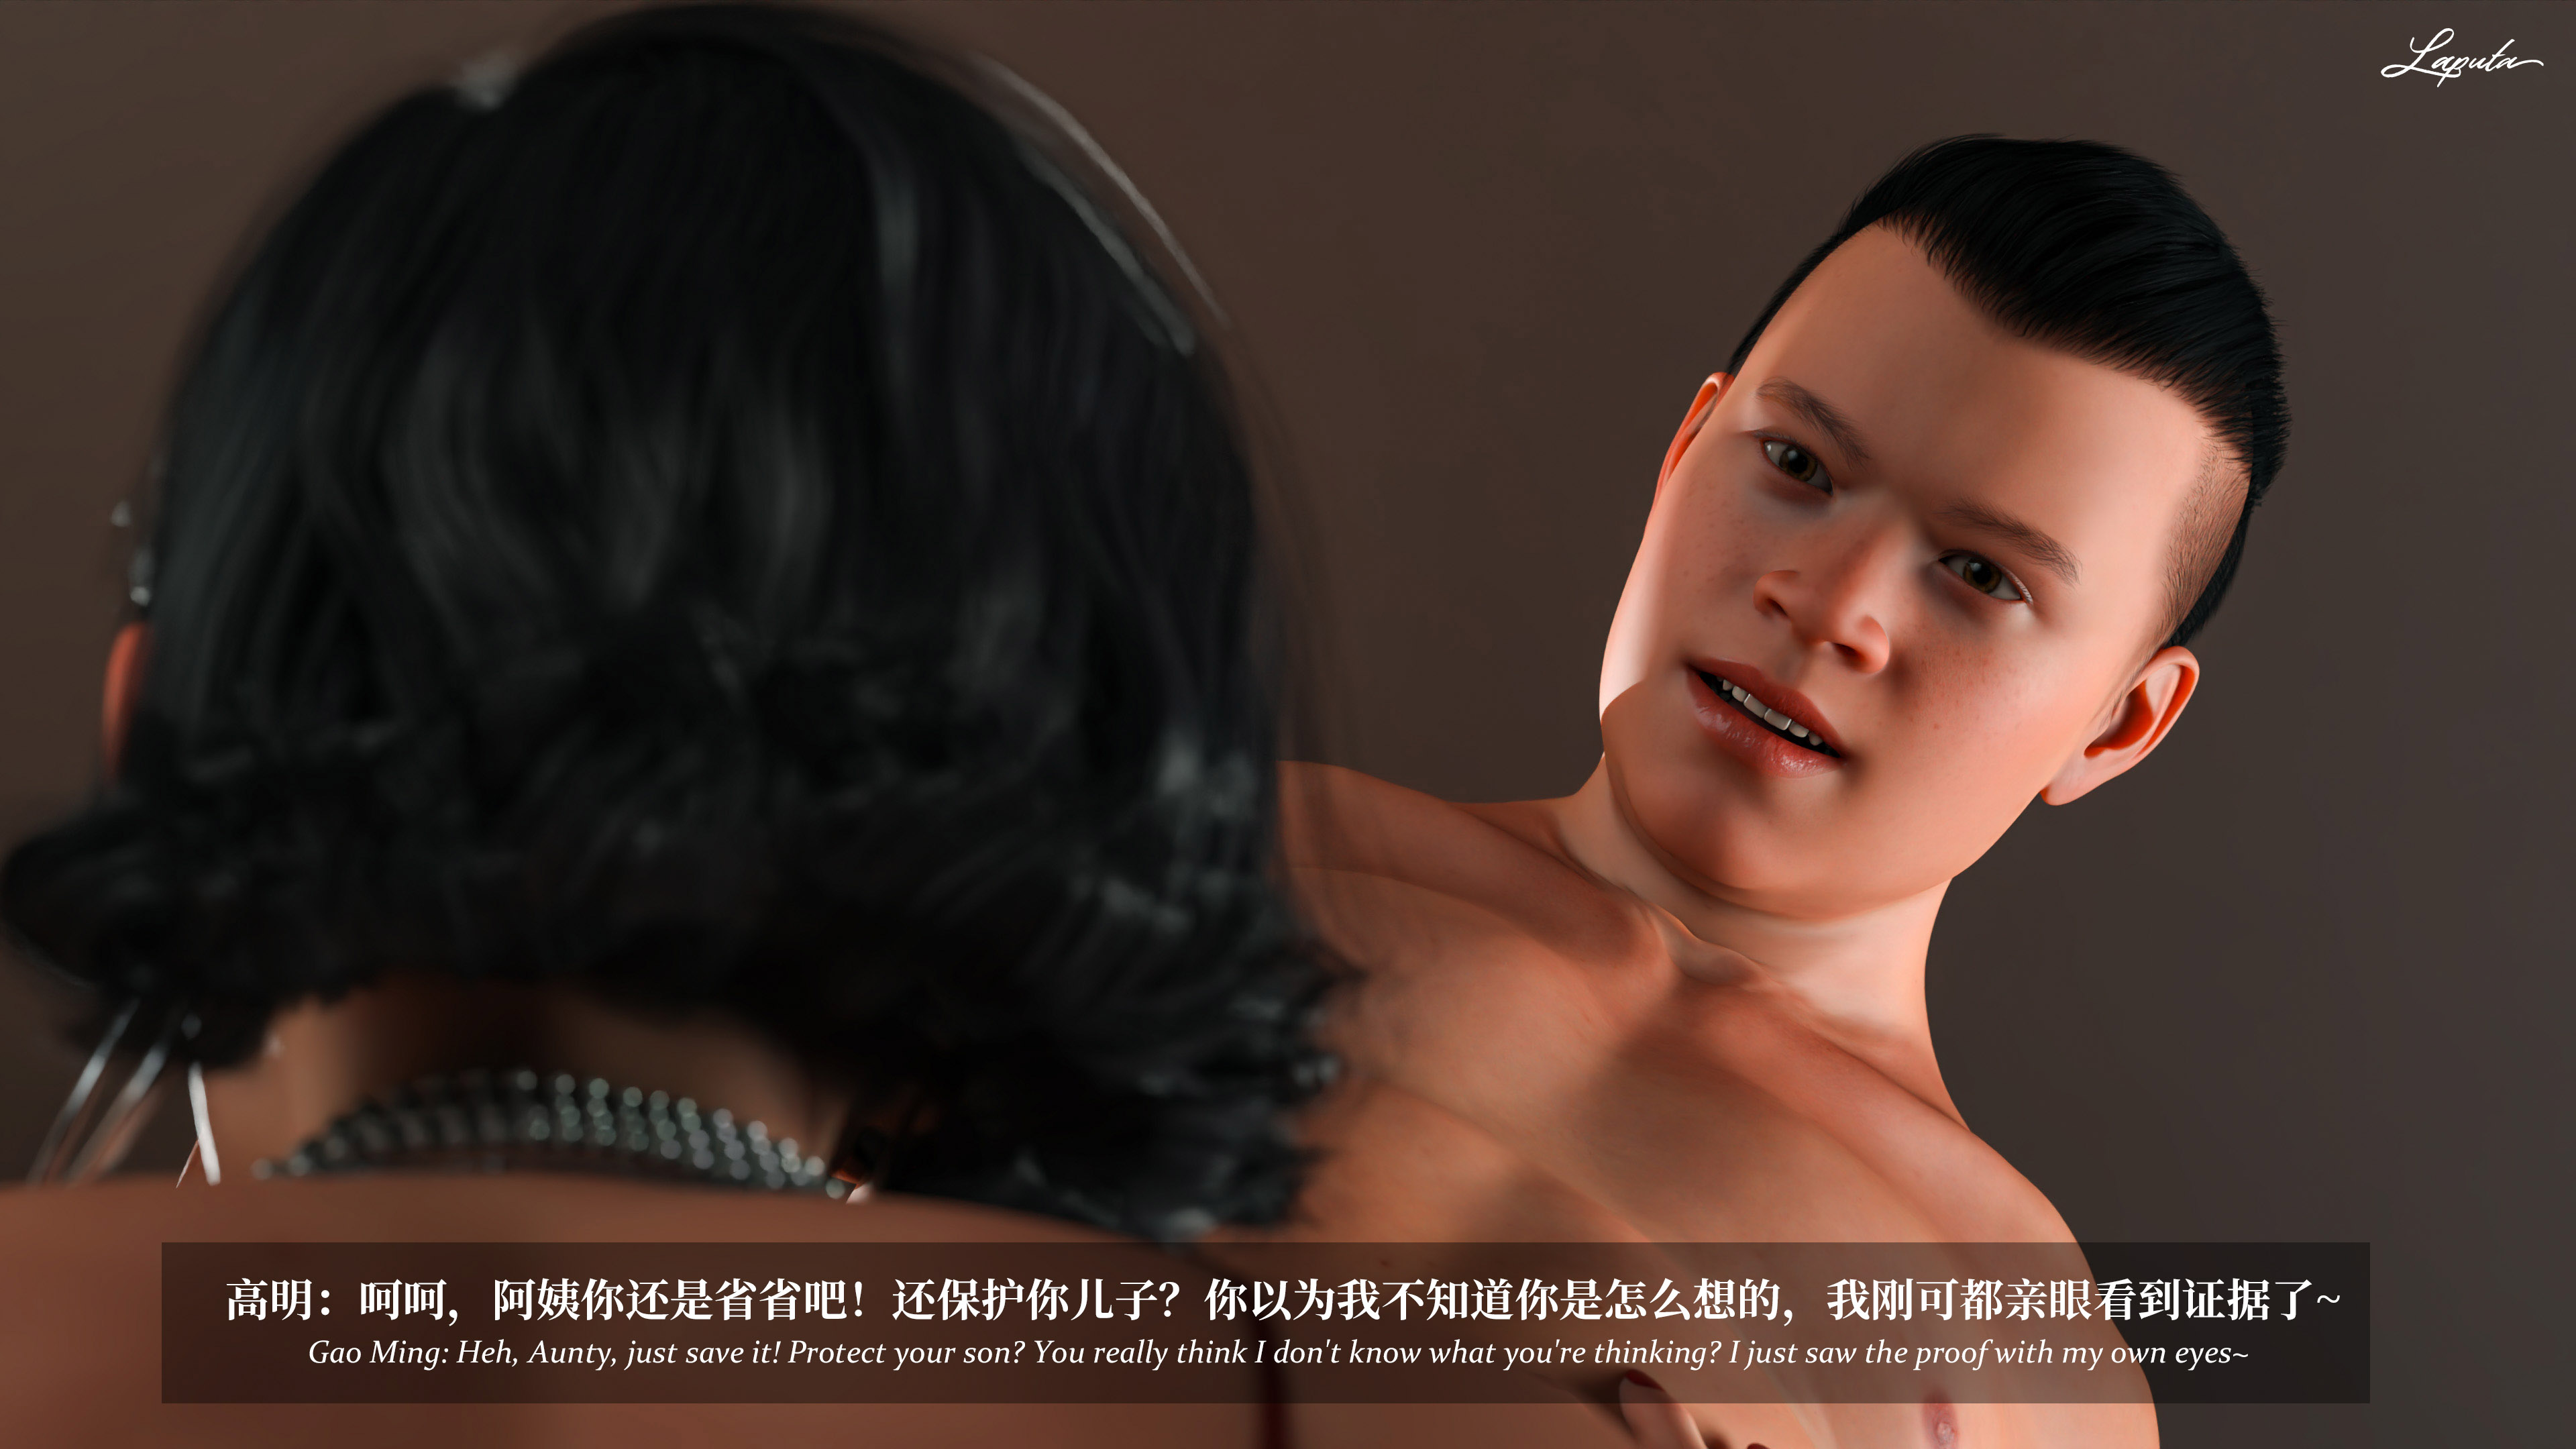 Laputa
高明：呵呵，阿姨你还是省省吧！还保护你儿子？你以为我不知道你是怎么想的，我刚可都亲眼看到证据了~
Gao Ming: Heh, Aunty, just save it! Protect your son? You really think I don't know what you're thinking? I just saw the proof with my own eyes~